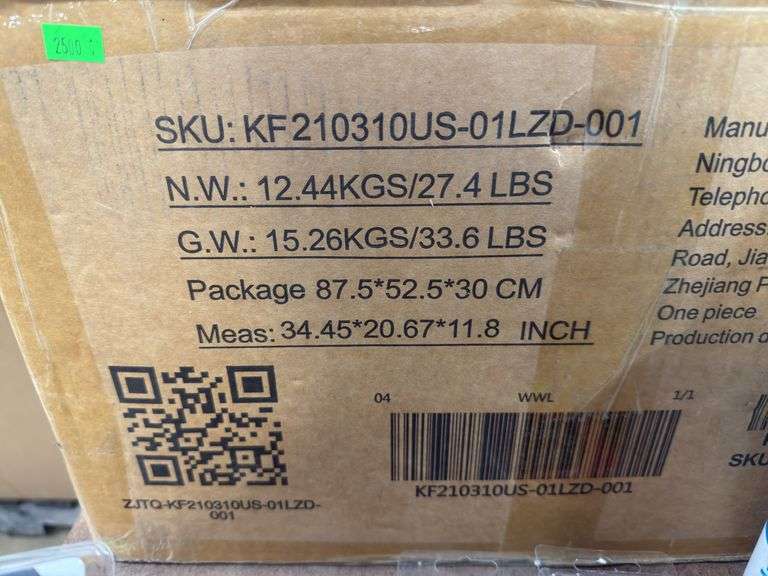 2500
SKU: KF210310US-01LZD-001
N.W.: 12.44KGS/27.4 LBS
G.W.: 15.26KGS/33.6 LBS
Package 87.5*52.5*30 CM
Meas: 34.45*20.67*11.8 INCH
Manu
Ningbo
Telepho
Address:
Road, Jia
Zhejiang P
One piece
Production d
04 WWL 1/1
KF210310US-01LZD-001
ZJTQ-KF210310US-01LZD-
001
SKU